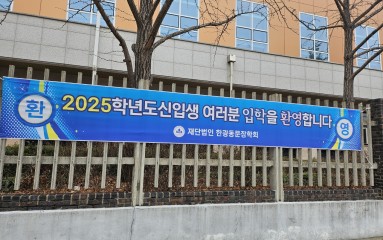 환
2025학년도신입생 여러분 입학을 환영합니다.
재단법인 한광동문장학회
영